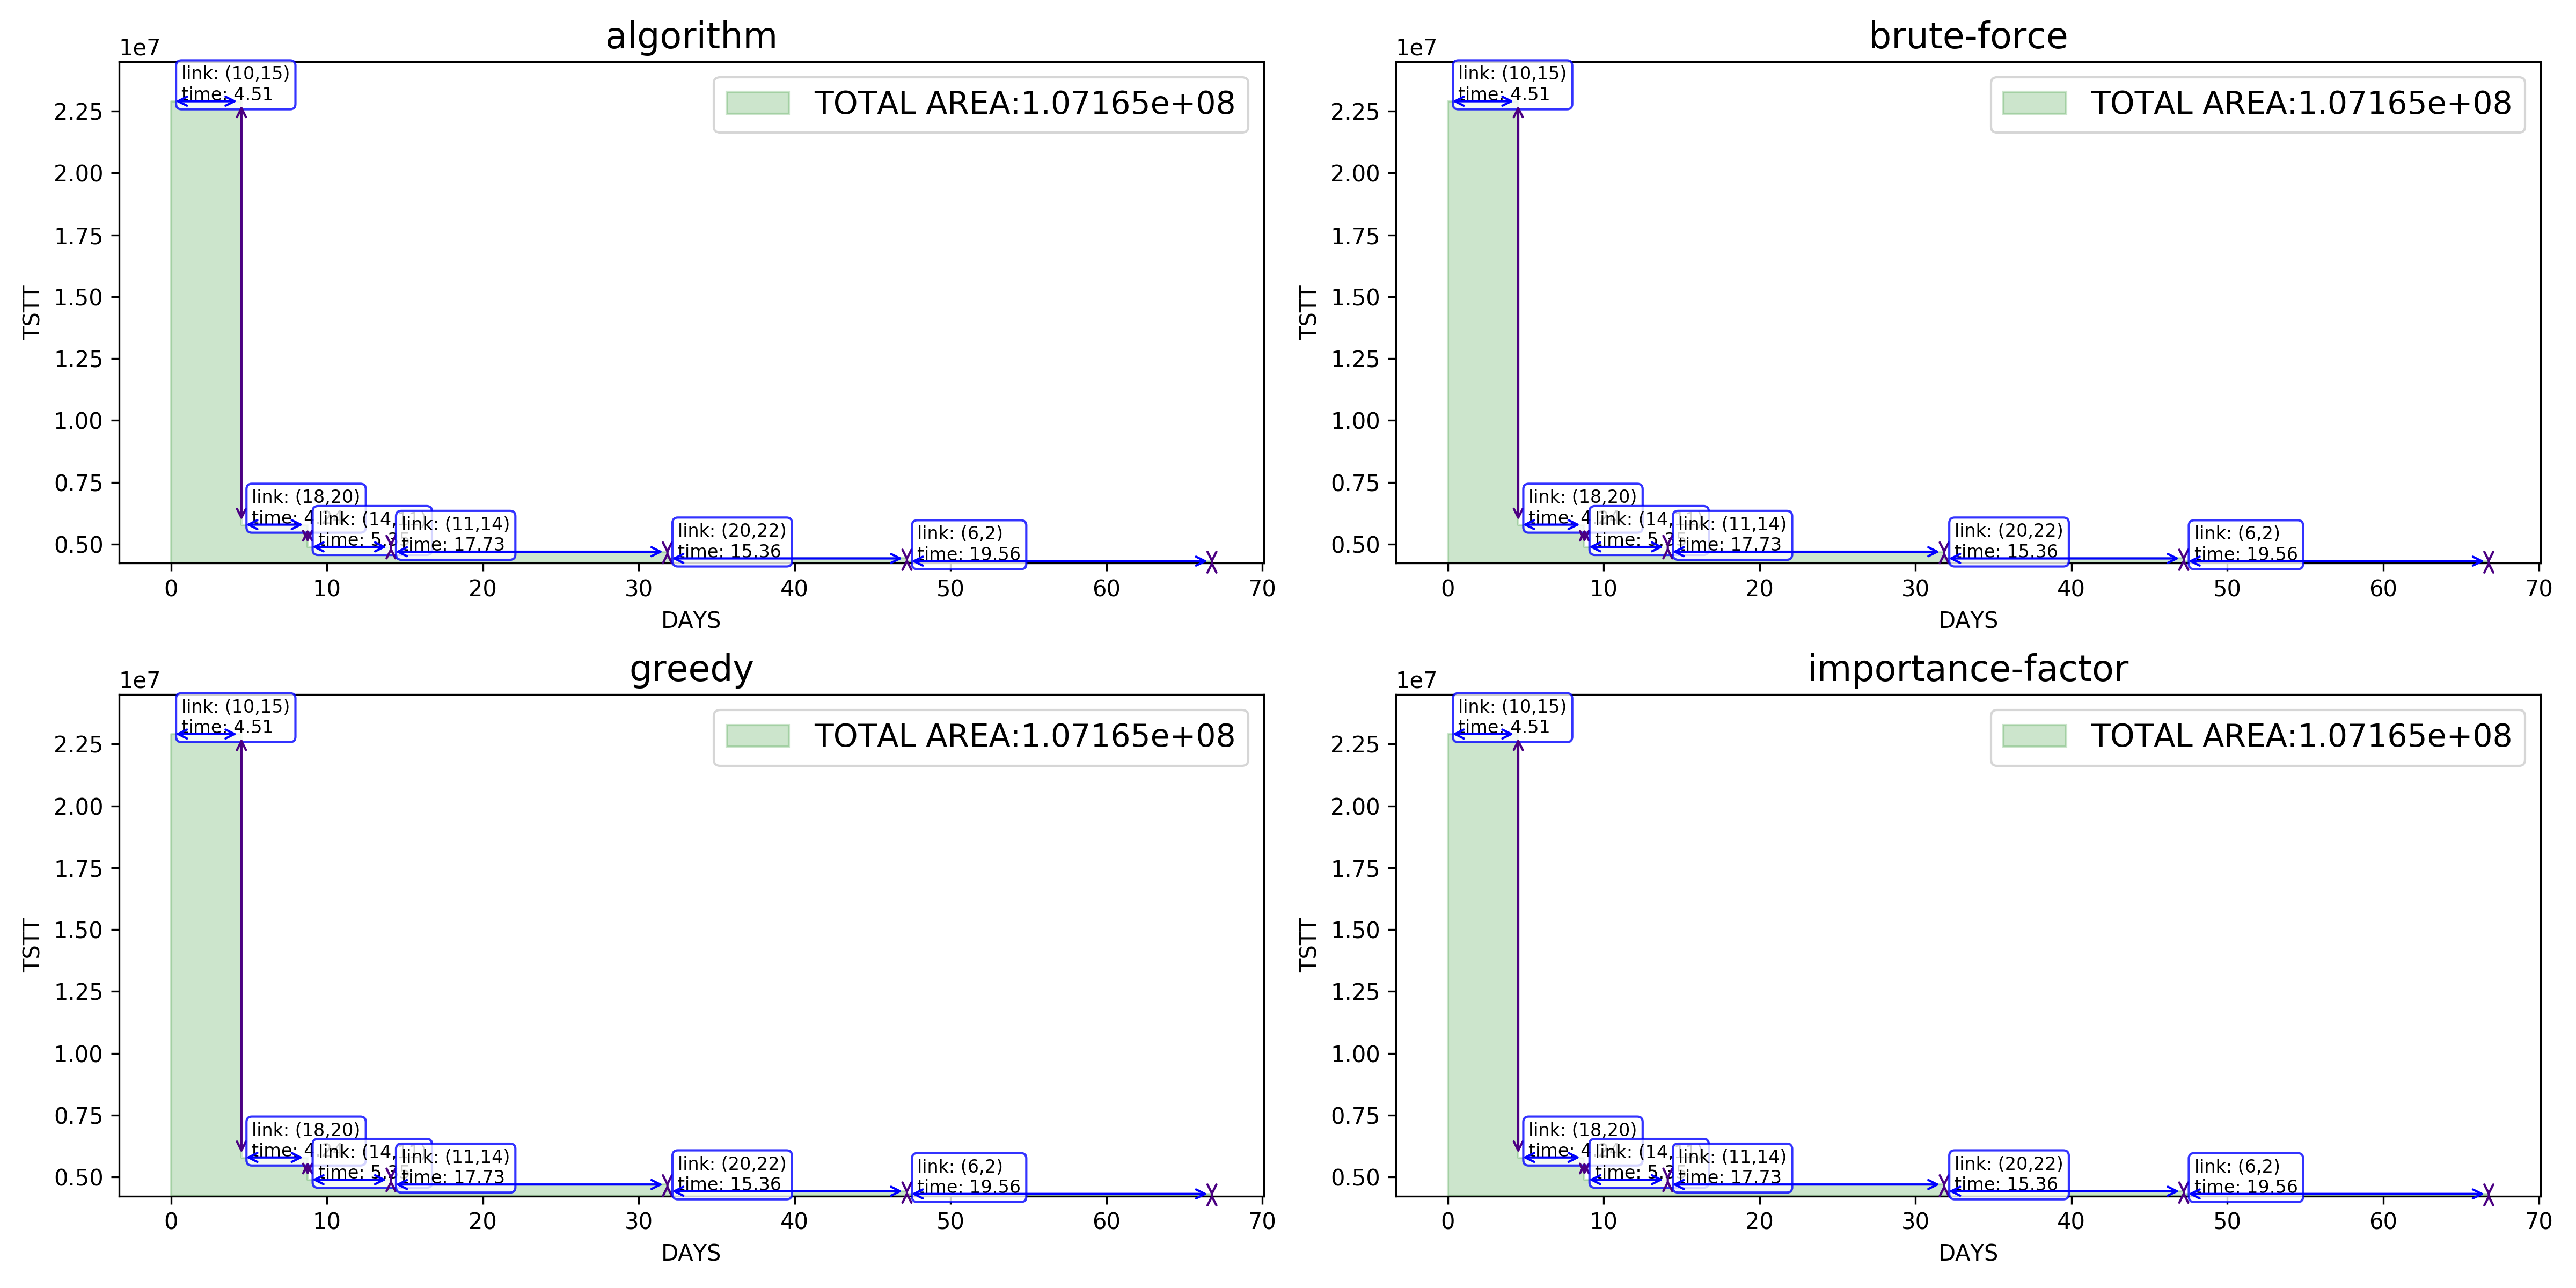 algorithm
1e7
link: (10,15)
time: 4.51
TOTAL AREA:1.07165e+08
2.25
2.00
1.75
1.50
1.25
1.00
0.75
0.50
TSTT
link: (18,20)
time:
link:
time:
link: (11,14)
time: 17.73
link: (20,22)
time: 15.36
link: (6,2)
time: 19.56
0 10 20 30 40 50 60 70
DAYS
brute-force
1e7
link: (10,15)
time: 4.51
TOTAL AREA:1.07165e+08
2.25
2.00
1.75
1.50
1.25
1.00
0.75
0.50
TSTT
link: (18,20)
time:
link:
time:
link: (11,14)
time: 17.73
link: (20,22)
time: 15.36
link: (6,2)
time: 19.56
0 10 20 30 40 50 60 70
DAYS
greedy
1e7
link: (10,15)
time: 4.51
TOTAL AREA:1.07165e+08
2.25
2.00
1.75
1.50
1.25
1.00
0.75
0.50
TSTT
link: (18,20)
time:
link:
time:
link: (11,14)
time: 17.73
link: (20,22)
time: 15.36
link: (6,2)
time: 19.56
0 10 20 30 40 50 60 70
DAYS
importance-factor
1e7
link: (10,15)
time: 4.51
TOTAL AREA:1.07165e+08
2.25
2.00
1.75
1.50
1.25
1.00
0.75
0.50
TSTT
link: (18,20)
time:
link:
time:
link: (11,14)
time: 17.73
link: (20,22)
time: 15.36
link: (6,2)
time: 19.56
0 10 20 30 40 50 60 70
DAYS